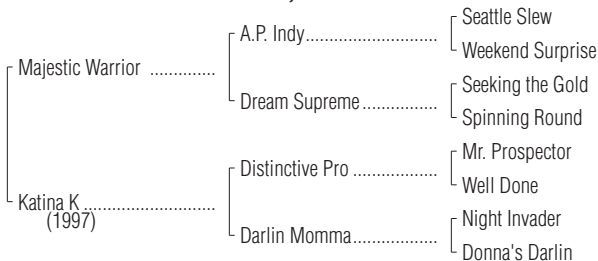 Seattle Slew
A.P. Indy..............................
Weekend Surprise
Majestic Warrior ...............
Seeking the Gold
Dream Supreme.................
Spinning Round
Mr. Prospector
Distinctive Pro ...................
Well Done
Katina K ..............................
(1997)
Night Invader
Darlin Momma...................
Donna's Darlin